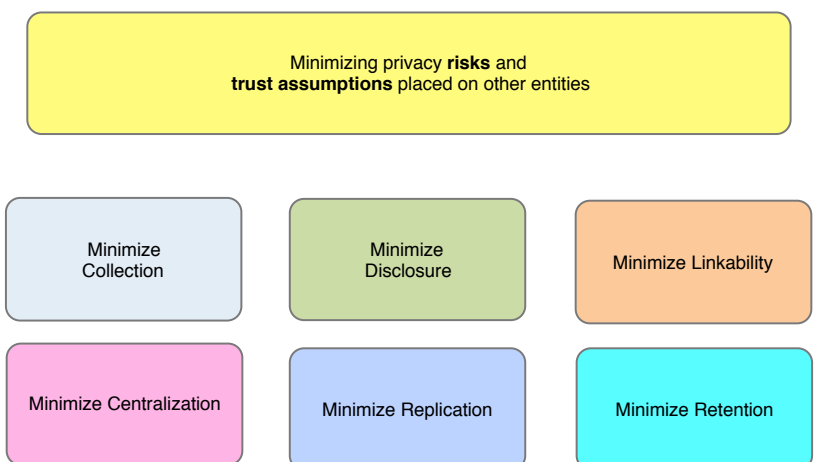 Minimizing privacy risks and
trust assumptions placed on other entities
Minimize
Collection
Minimize
Disclosure
Minimize Linkability
Minimize Centralization
Minimize Replication
Minimize Retention